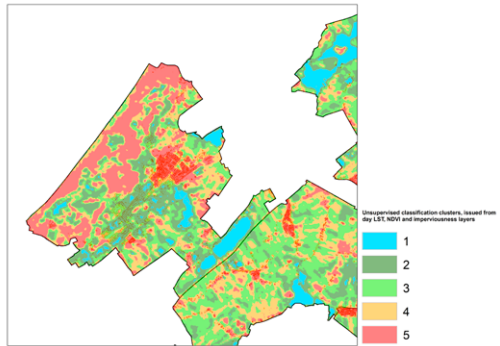 Unsupervised classification clusters, issued from
day LST, NDVI and imperviousness layers
1
2
3
4
5